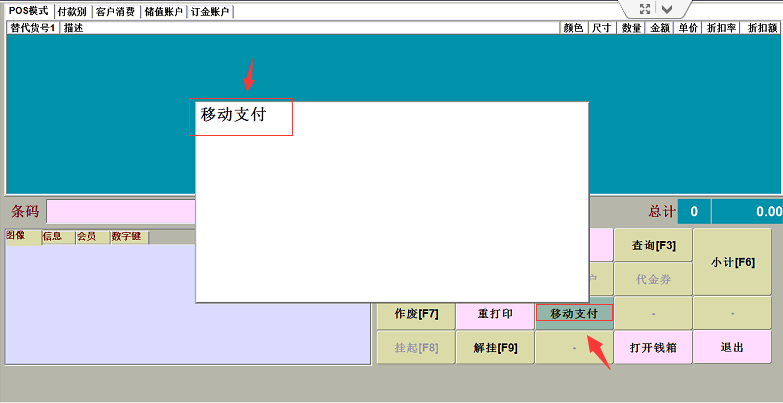 POS模式 付款别 客户消费 储值账户 订金账户
替代货号1 描述 颜色 尺寸 数量 金额 单价 折扣率 折扣额
移动支付
条码 总计 0 0.00
图像 信息 会员 数字键
查询[F3] 小计[F6]
户 代金券
作废[F7] 重打印 移动支付 - -
挂起[F8] 解挂[F9] - 打开钱箱 退出